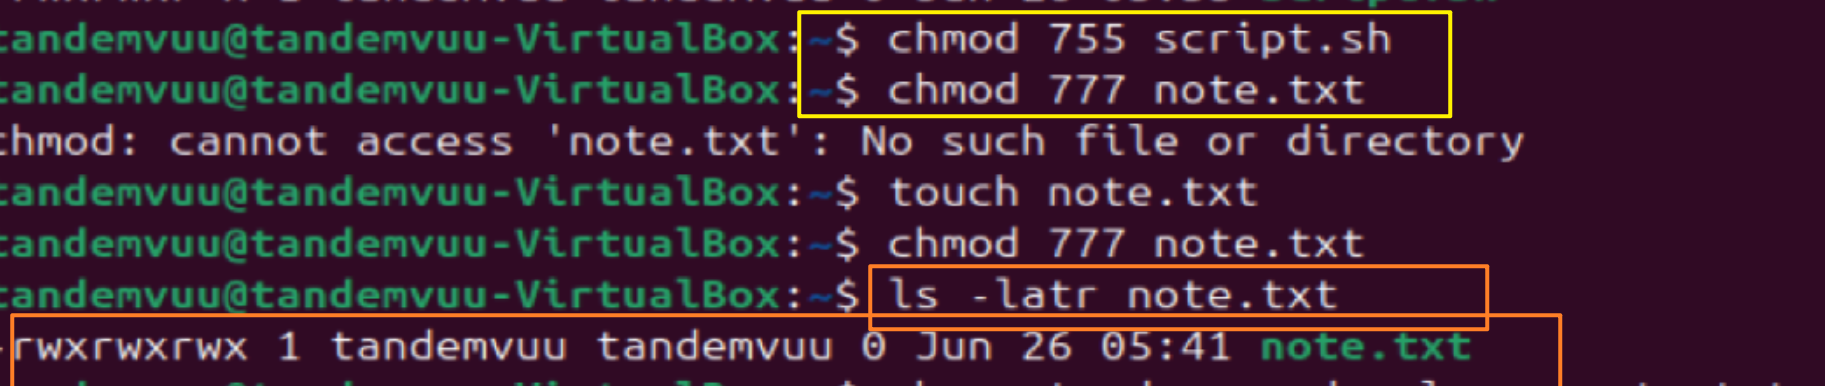 tandemvuu@tandemvuu-VirtualBox:~$ chmod 755 script.sh
tandemvuu@tandemvuu-VirtualBox:~$ chmod 777 note.txt
chmod: cannot access 'note.txt': No such file or directory
tandemvuu@tandemvuu-VirtualBox:~$ touch note.txt
tandemvuu@tandemvuu-VirtualBox:~$ chmod 777 note.txt
tandemvuu@tandemvuu-VirtualBox:~$ ls -latr note.txt
-rwxrwxrwx 1 tandemvuu tandemvuu 0 Jun 26 05:41 note.txt